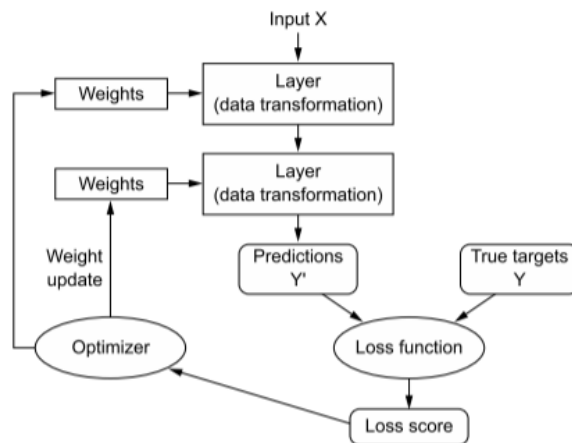 Input X
Weights
Layer
(data transformation)
Weights
Layer
(data transformation)
Weight
update
Predictions
Y'
True targets
Y
Optimizer
Loss function
Loss score